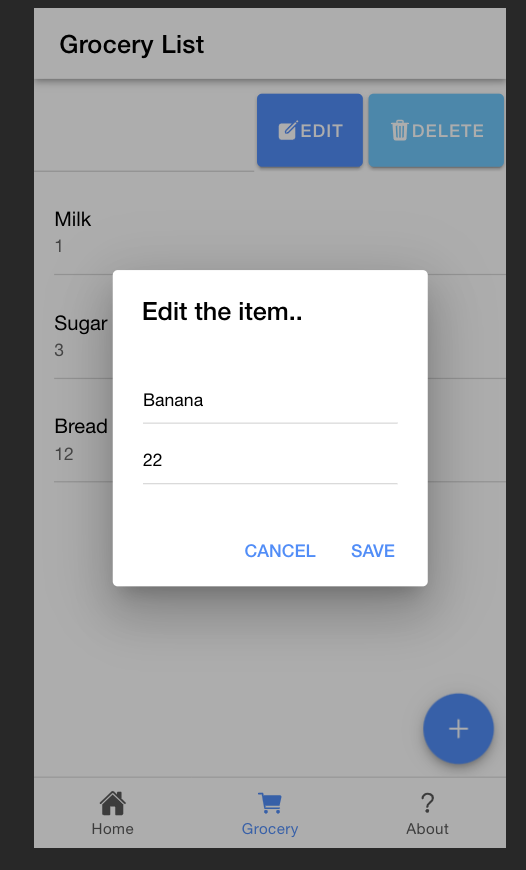 Grocery List
EDIT DELETE
Milk
1
Sugar
3
Bread
12
Edit the item..
Banana
22
CANCEL SAVE
+
Home Grocery ? About